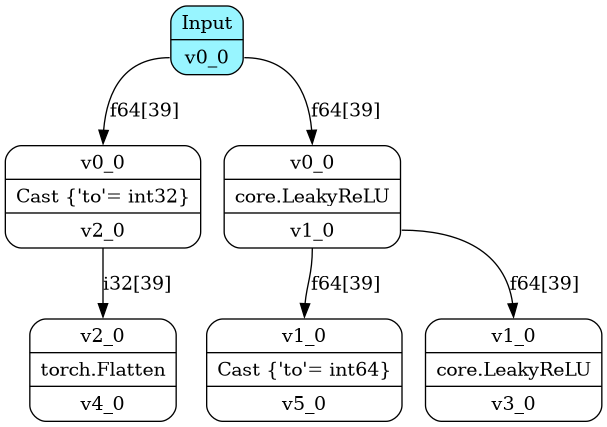 Input
v0_0
f64[39]
f64[39]
v0_0
Cast {'to'= int32}
v2_0
v0_0
core.LeakyReLU
v1_0
i32[39]
f64[39]
f64[39]
v2_0
torch.Flatten
v4_0
v1_0
Cast {'to'= int64}
v5_0
v1_0
core.LeakyReLU
v3_0